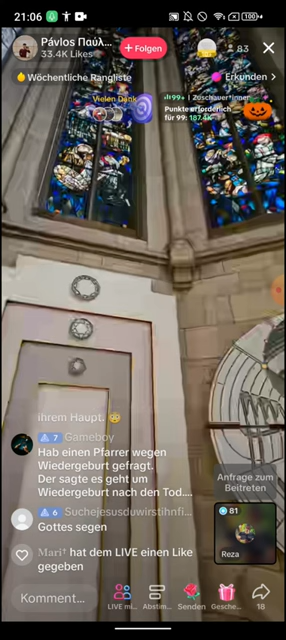 21:06
100+
Pávlos Παύλ...
33.4K Likes
+ Folgen
83
Wöchentliche Rangliste
Erkunden >
Vielen Dank
99+ | Zuschauer*innen
Punkte erforderlich
für 99: 187.4K
ihrem Haupt. 😳
7 Gameboy
Hab einen Pfarrer wegen
Wiedergeburt gefragt.
Der sagte es geht um
Wiedergeburt nach den Tod....
6 Suchejesusduwirstihnfi...
Gottes segen
Mari† hat dem LIVE einen Like
gegeben
Anfrage zum
Beitreten
81
Reza
Komment...
LIVE mi...
Abstim...
Senden
Gesche...
18